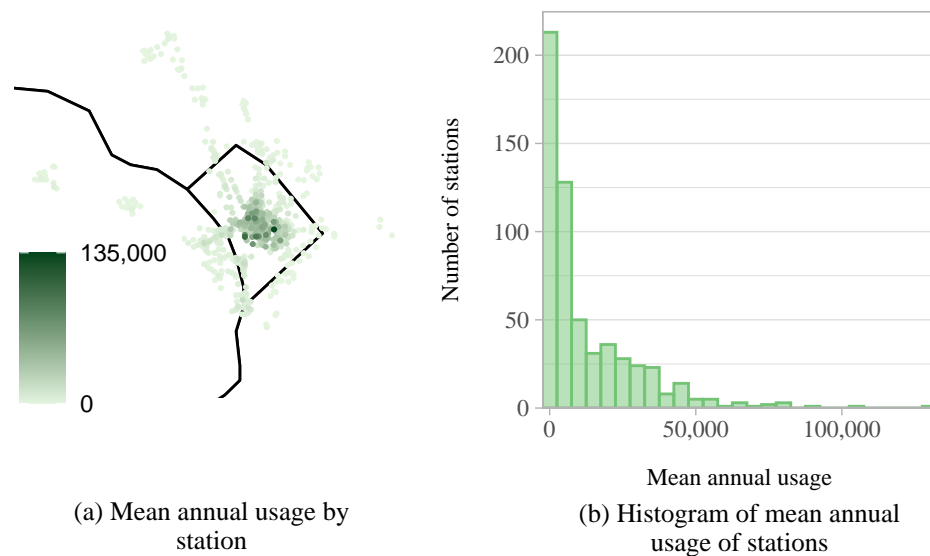 135,000
0
(a) Mean annual usage by
station
200
150
100
50
0
Number of stations
0
50,000
100,000
Mean annual usage
(b) Histogram of mean annual
usage of stations